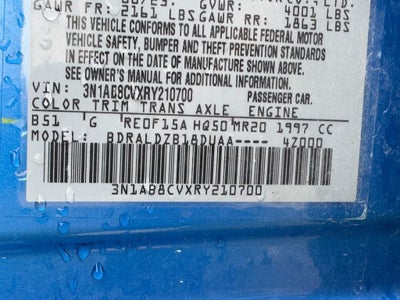 GVWR: 4001 LBS
GAWR FR: 2161 LBS GAWR RR: 1863 LBS
THIS VEHICLE CONFORMS TO ALL APPLICABLE FEDERAL MOTOR
VEHICLE SAFETY, BUMPER AND THEFT PREVENTION STANDARDS
IN EFFECT ON THE DATE OF MANUFACTURE SHOWN ABOVE.
SEE OWNER'S MANUAL FOR ADDITIONAL INFORMATION.
VIN: 3N1AB8CVXRY210700 PASSENGER CAR.
COLOR TRIM TRANS AXLE ENGINE
B51 G RE0F15A HQ50 MR20 1997 CC
MODEL: BDRALDZB18DUAA---- 4Z000
3N1AB8CVXRY210700